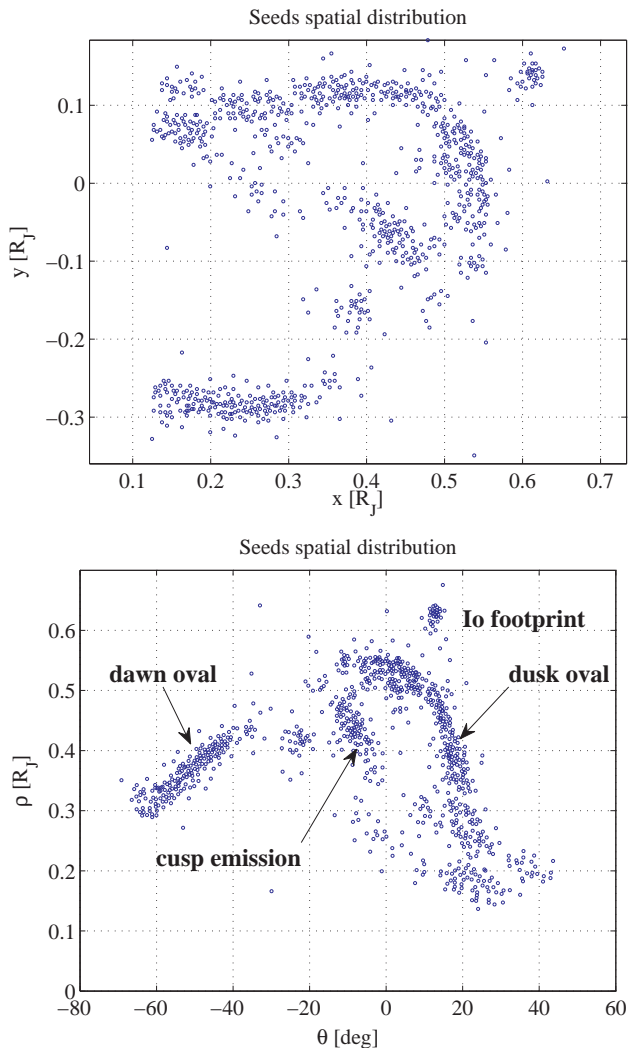 Seeds spatial distribution
0.1
0
−0.1
−0.2
−0.3
y [R_J]
0.1 0.2 0.3 0.4 0.5 0.6 0.7
x [R_J]
Seeds spatial distribution
0.6
0.5
0.4
0.3
0.2
0.1
0
ρ [R_J]
Io footprint
dawn oval
dusk oval
cusp emission
−80 −60 −40 −20 0 20 40 60
θ [deg]